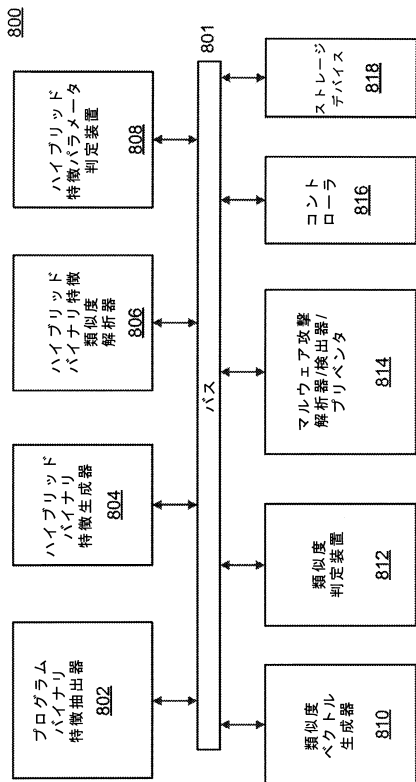 800
プログラム
バイナリ
特徴抽出器
802
ハイブリッド
バイナリ
特徴生成器
804
ハイブリッド
バイナリ特徴
類似度
解析器
806
ハイブリッド
特徴パラメータ
判定装置
808
バス
801
類似度
ベクトル
生成器
810
類似度
判定装置
812
マルウェア攻撃
解析器/検出器/
プリベンタ
814
コント
ローラ
816
ストレージ
デバイス
818